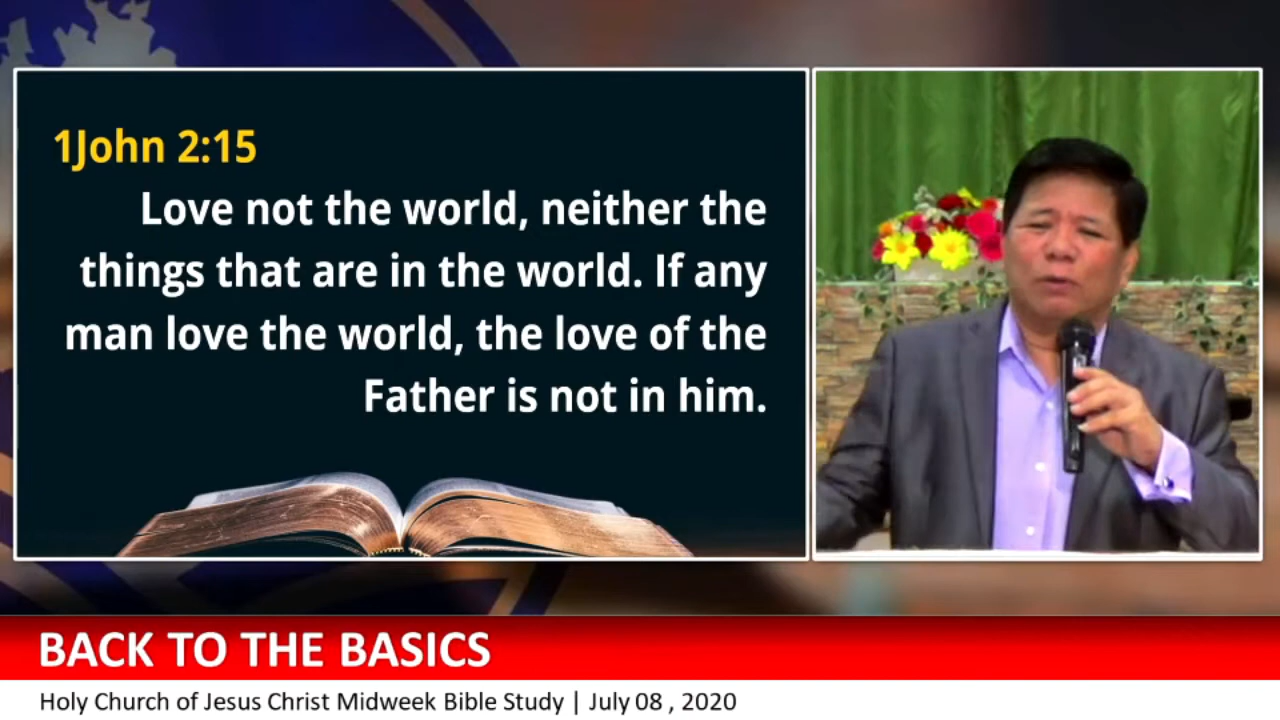 1John 2:15
Love not the world, neither the
things that are in the world. If any
man love the world, the love of the
Father is not in him.
BACK TO THE BASICS
Holy Church of Jesus Christ Midweek Bible Study | July 08 , 2020